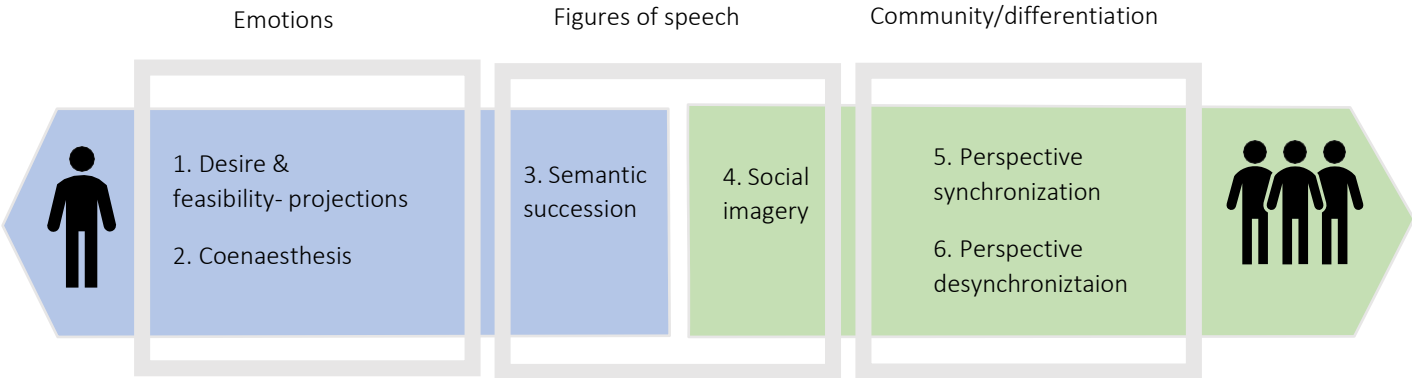 Emotions
Figures of speech
Community/differentiation
1. Desire &
feasibility- projections
2. Coenaesthesis
3. Semantic
succession
4. Social
imagery
5. Perspective
synchronization
6. Perspective
desynchroniztaion